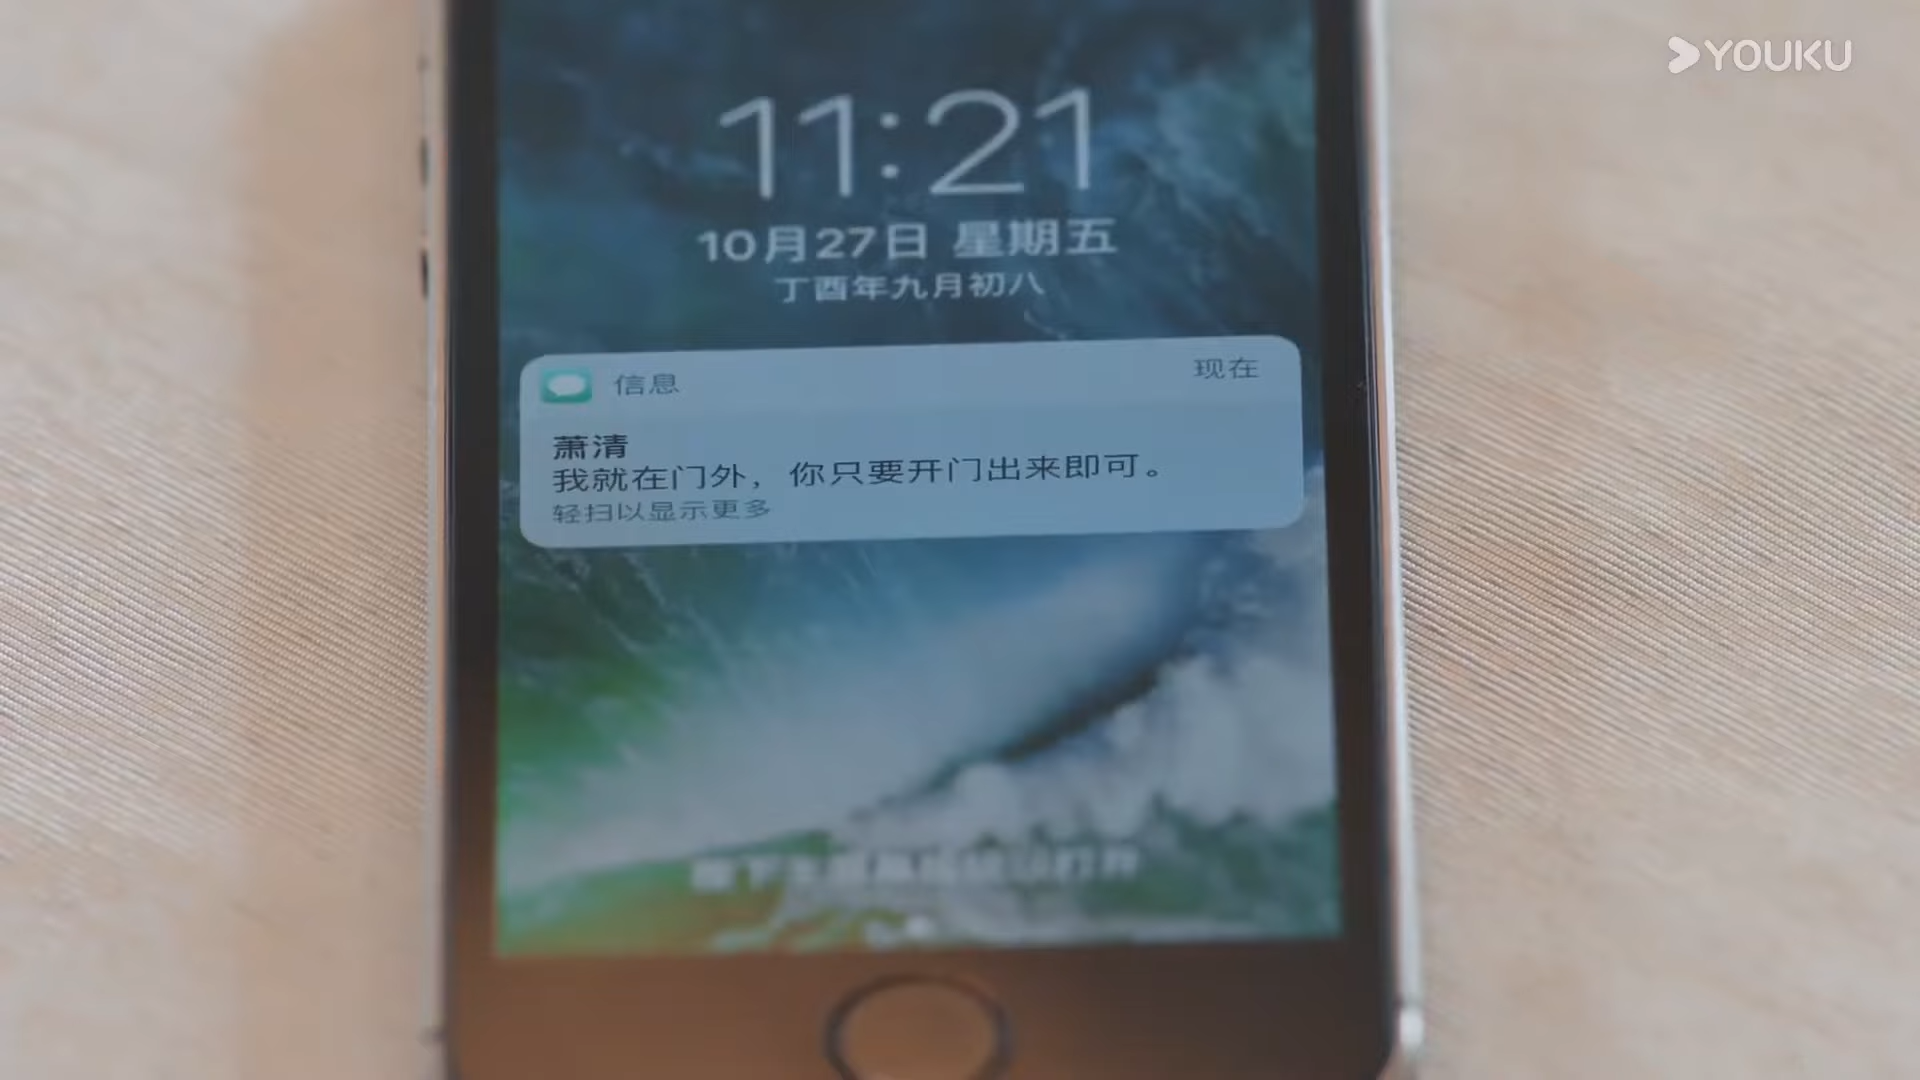 YOUKU
11:21
10月27日 星期五
丁酉年九月初八
信息 现在
萧清
我就在门外，你只要开门出来即可。
轻扫以显示更多